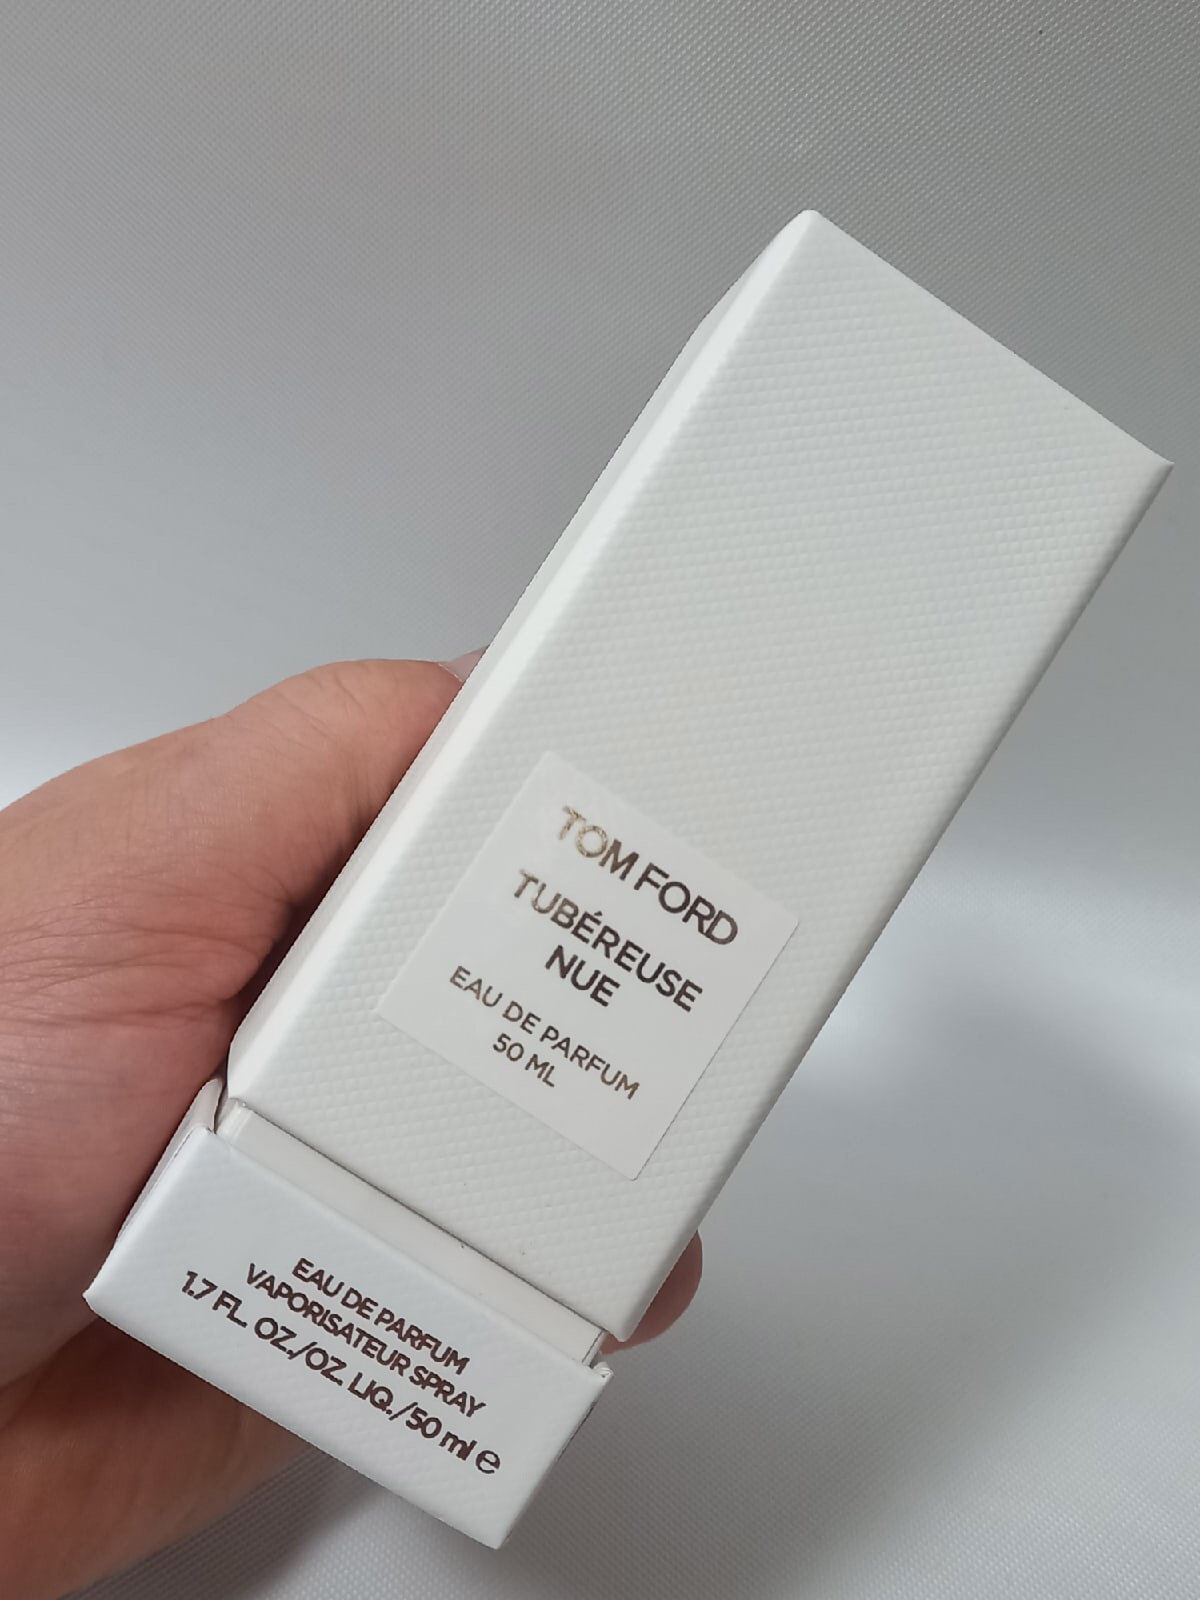 TOM FORD
TUBÉREUSE
NUE
EAU DE PARFUM
50 ML
EAU DE PARFUM
VAPORISATEUR SPRAY
1.7 FL. OZ./OZ. LIQ./50 ml ℮